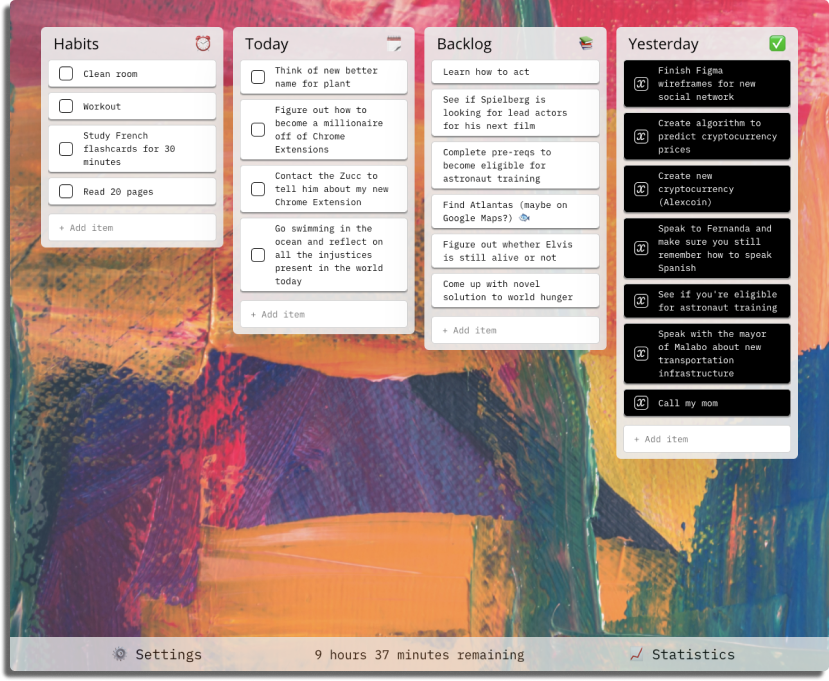 Habits
Clean room
Workout
Study French
flashcards for 30
minutes
Read 20 pages
+ Add item
Today
Think of new better
name for plant
Figure out how to
become a millionaire
off of Chrome
Extensions
Contact the Zucc to
tell him about my new
Chrome Extension
Go swimming in the
ocean and reflect on
all the injustices
present in the world
today
+ Add item
Backlog
Learn how to act
See if Spielberg is
looking for lead actors
for his next film
Complete pre-reqs to
become eligible for
astronaut training
Find Atlantas (maybe on
Google Maps?) 🐟
Figure out whether Elvis
is still alive or not
Come up with novel
solution to world hunger
+ Add item
Yesterday
Finish Figma
wireframes for new
social network
Create algorithm to
predict cryptocurrency
prices
Create new
cryptocurrency
(Alexcoin)
Speak to Fernanda and
make sure you still
remember how to speak
Spanish
See if you're eligible
for astronaut training
Speak with the mayor
of Malabo about new
transportation
infrastructure
Call my mom
+ Add item
Settings
9 hours 37 minutes remaining
Statistics